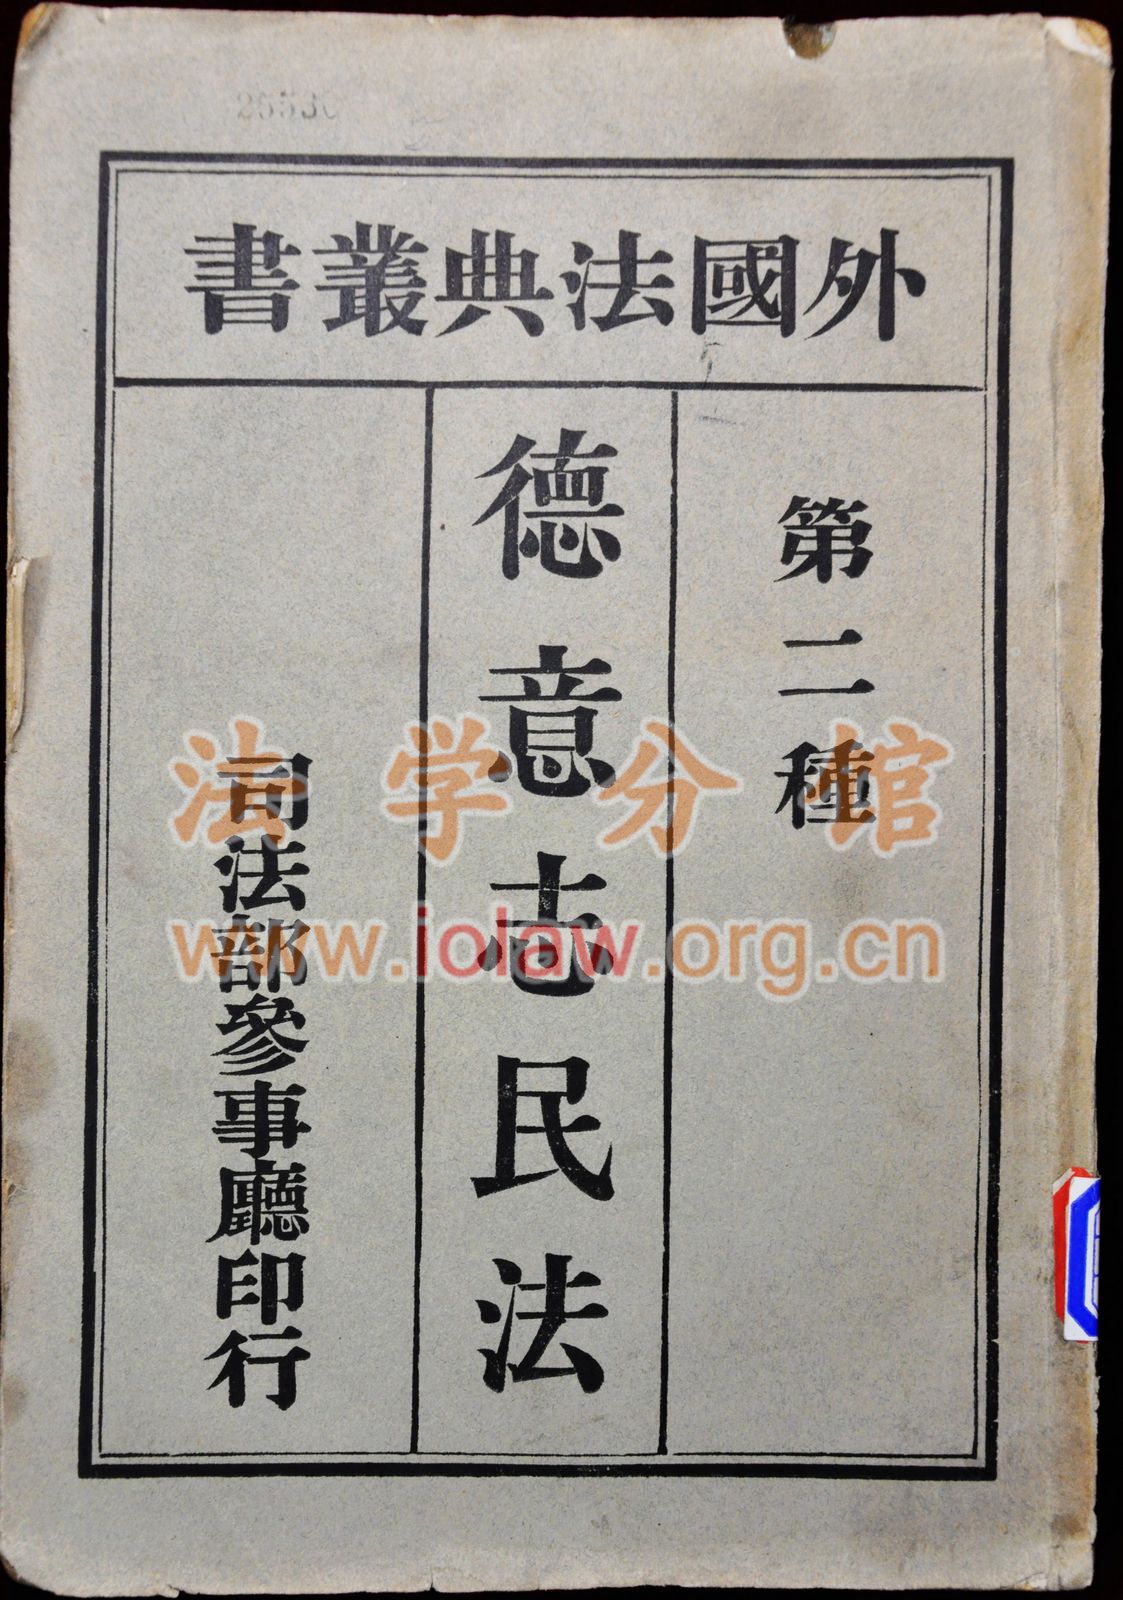 外國法典叢書
第二種
德意志民法
司法部參事廳印行
法学分馆
www.iolaw.org.cn